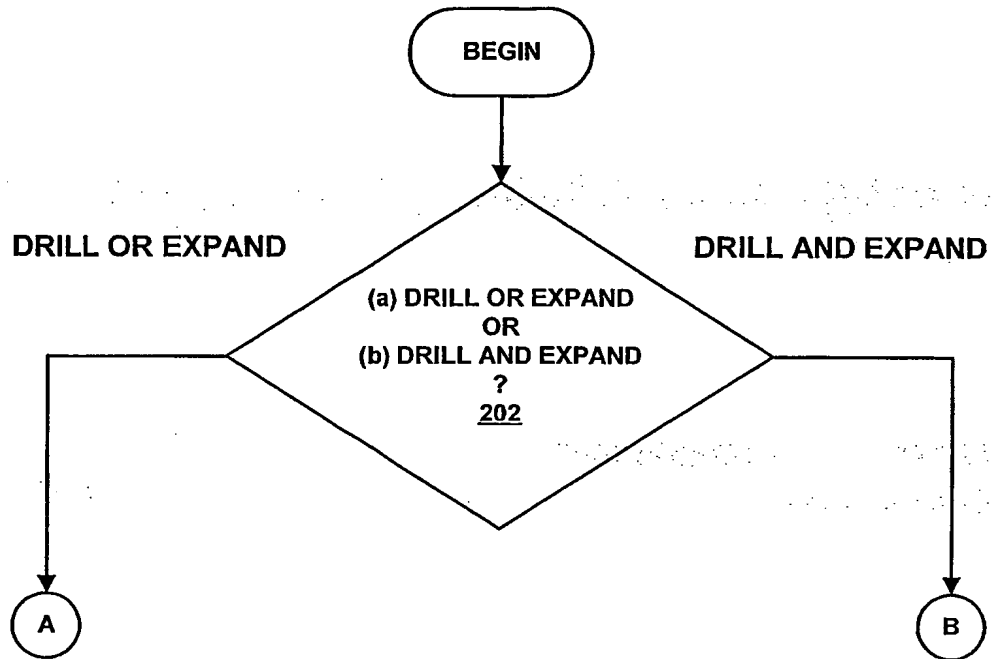 BEGIN
DRILL OR EXPAND
DRILL AND EXPAND
(a) DRILL OR EXPAND
OR
(b) DRILL AND EXPAND
?
202
A
B